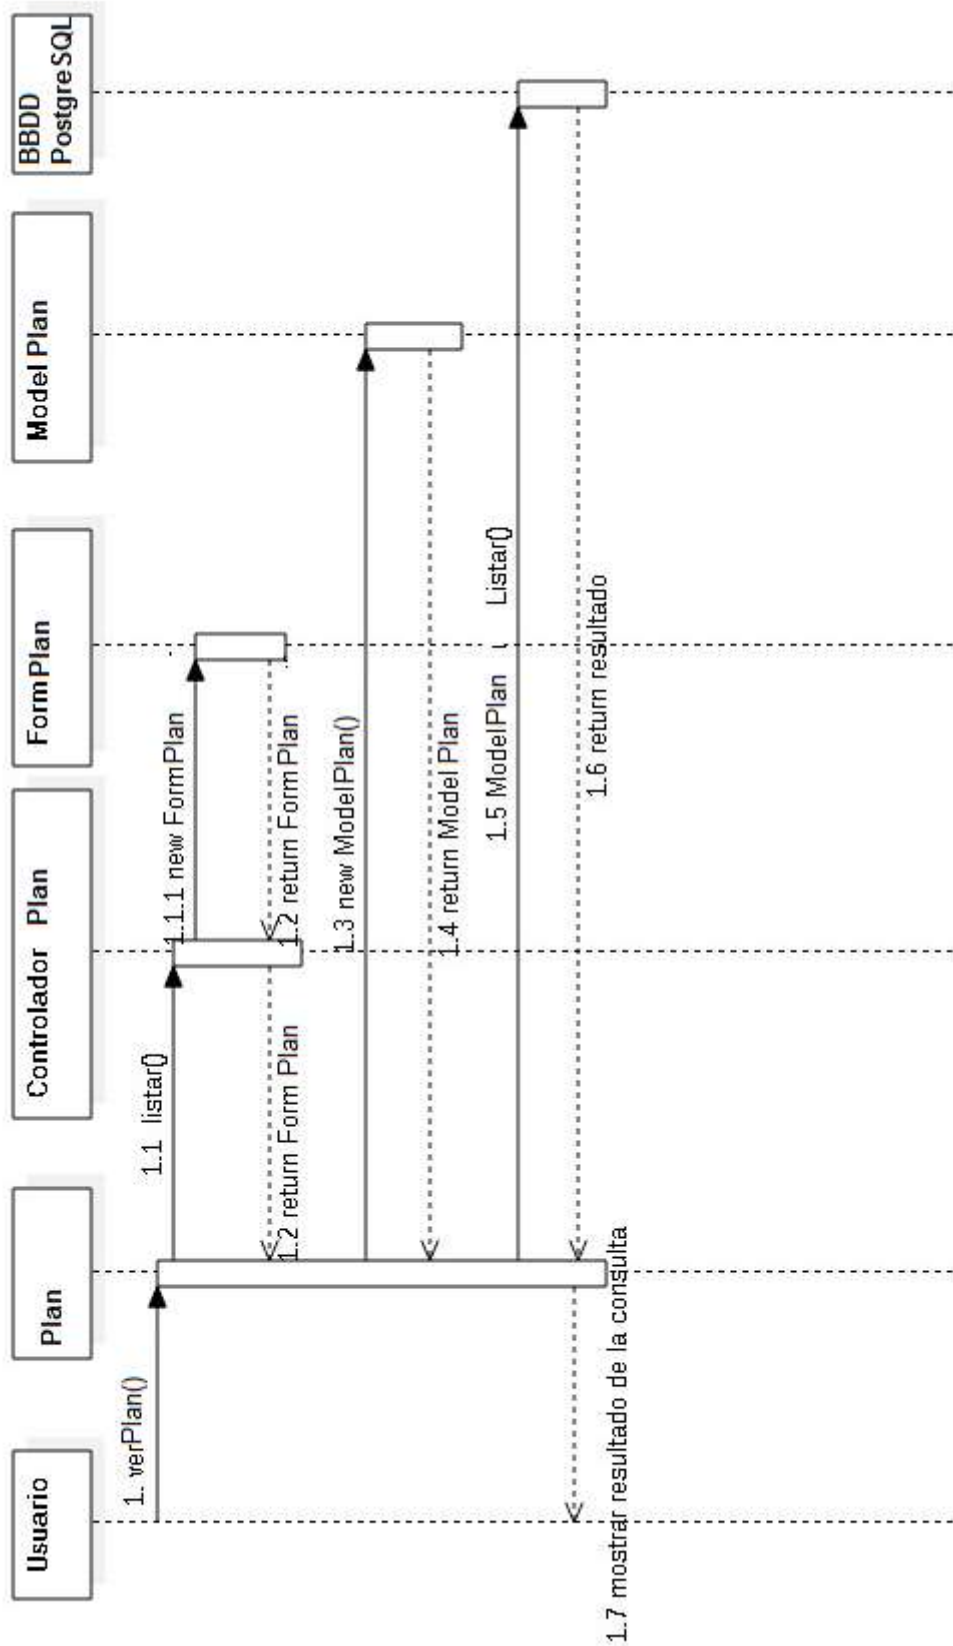 Usuario
Plan
Controlador Plan
FormPlan
Model Plan
BBDD
PostgreSQL
1. verPlan()
1.1 listar()
1.1.1 new FormPlan
1.2 return FormPlan
1.2 return Form Plan
1.3 new ModelPlan()
1.4 return Model Plan
1.5 ModelPlan Listar()
1.6 return resultado
1.7 mostrar resultado de la consulta